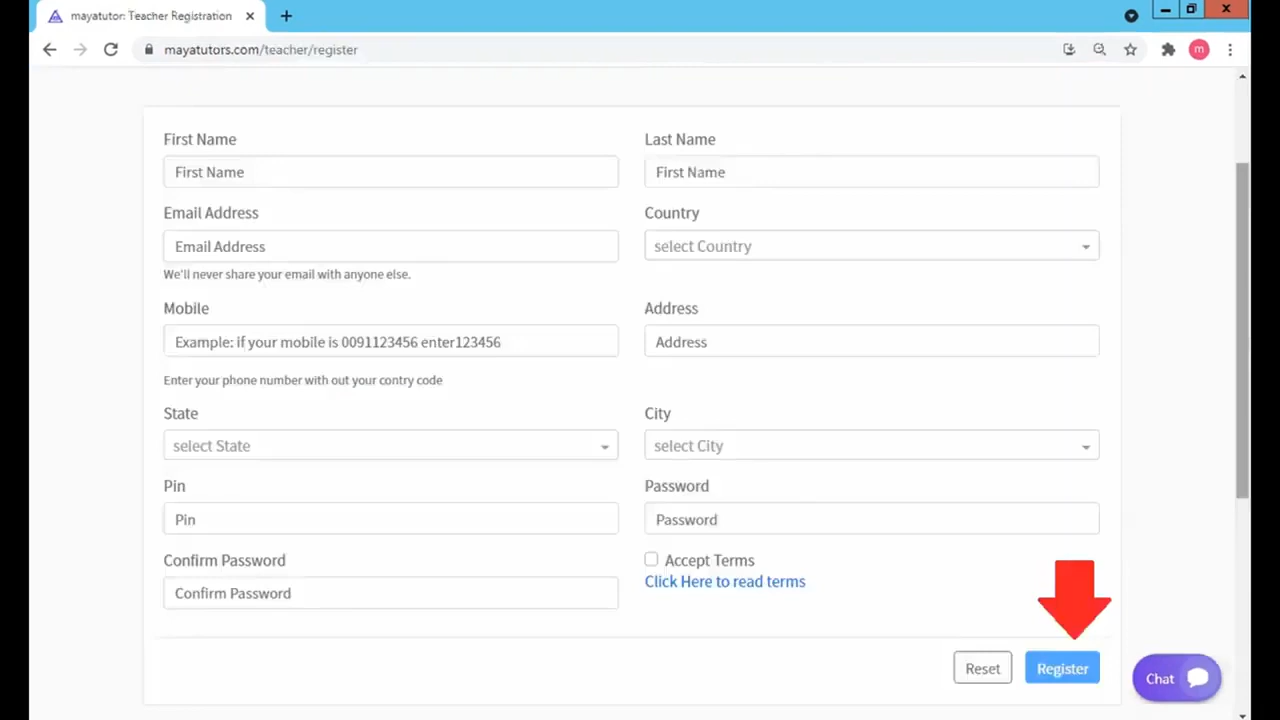 mayatutor: Teacher Registration
mayatutors.com/teacher/register
m
First Name
Last Name
First Name
First Name
Email Address
Country
Email Address
select Country
We'll never share your email with anyone else.
Mobile
Address
Example: if your mobile is 0091123456 enter123456
Address
Enter your phone number with out your contry code
State
City
select State
select City
Pin
Password
Pin
Password
Confirm Password
Accept Terms
Click Here to read terms
Confirm Password
Reset
Register
Chat